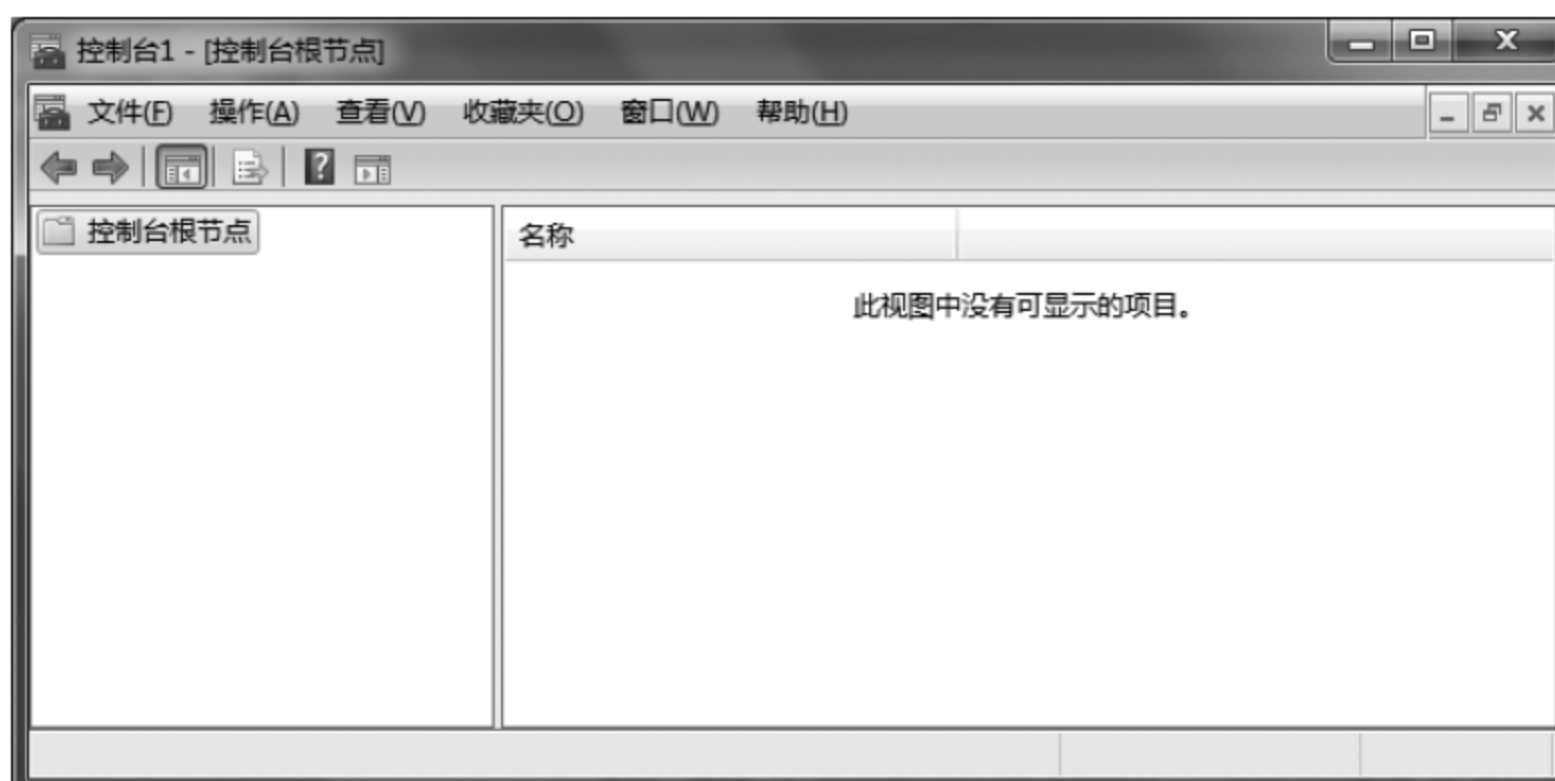 控制台1 - [控制台根节点]
文件(F) 操作(A) 查看(V) 收藏夹(O) 窗口(W) 帮助(H)
控制台根节点
名称
此视图中没有可显示的项目。